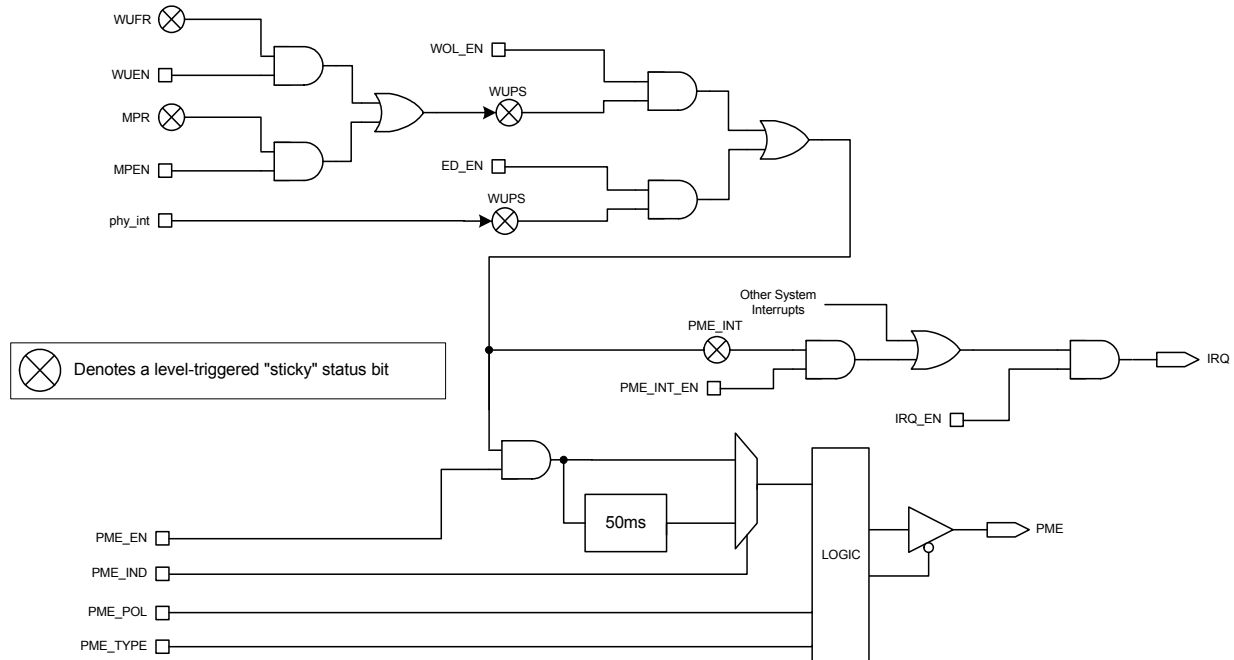 WUFR
WUEN
MPR
MPEN
phy_int
WOL_EN
WUPS
ED_EN
WUPS
Other System
Interrupts
PME_INT
PME_INT_EN
IRQ_EN
IRQ
Denotes a level-triggered "sticky" status bit
50ms
LOGIC
PME
PME_EN
PME_IND
PME_POL
PME_TYPE